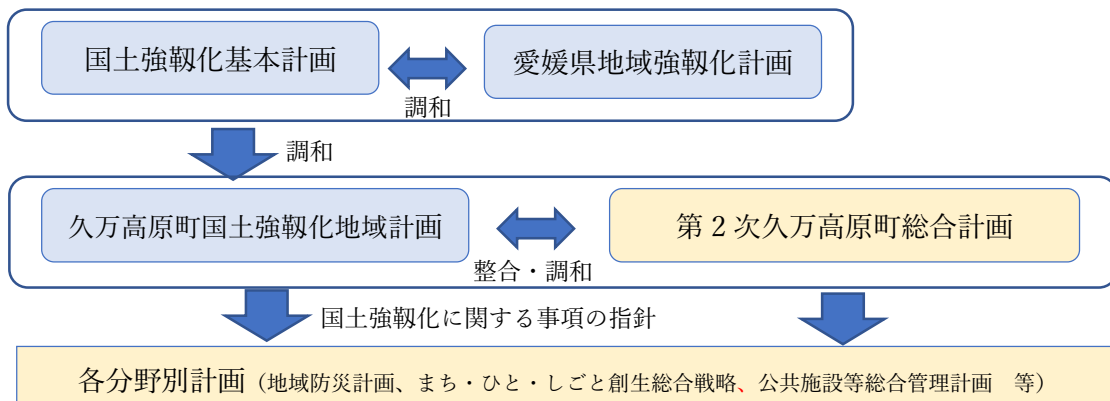 国土強靱化基本計画
愛媛県地域強靱化計画
調和
調和
久万高原町国土強靱化地域計画
第２次久万高原町総合計画
整合・調和
国土強靱化に関する事項の指針
各分野別計画（地域防災計画、まち・ひと・しごと創生総合戦略、公共施設等総合管理計画　等）